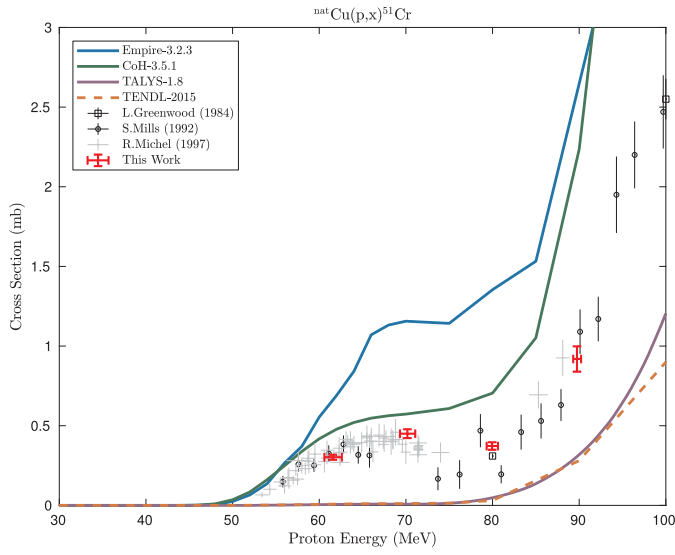 natCu(p,x)51Cr
3
2.5
2
1.5
1
0.5
0
Cross Section (mb)
Empire-3.2.3
CoH-3.5.1
TALYS-1.8
TENDL-2015
L.Greenwood (1984)
S.Mills (1992)
R.Michel (1997)
This Work
30 40 50 60 70 80 90 100
Proton Energy (MeV)